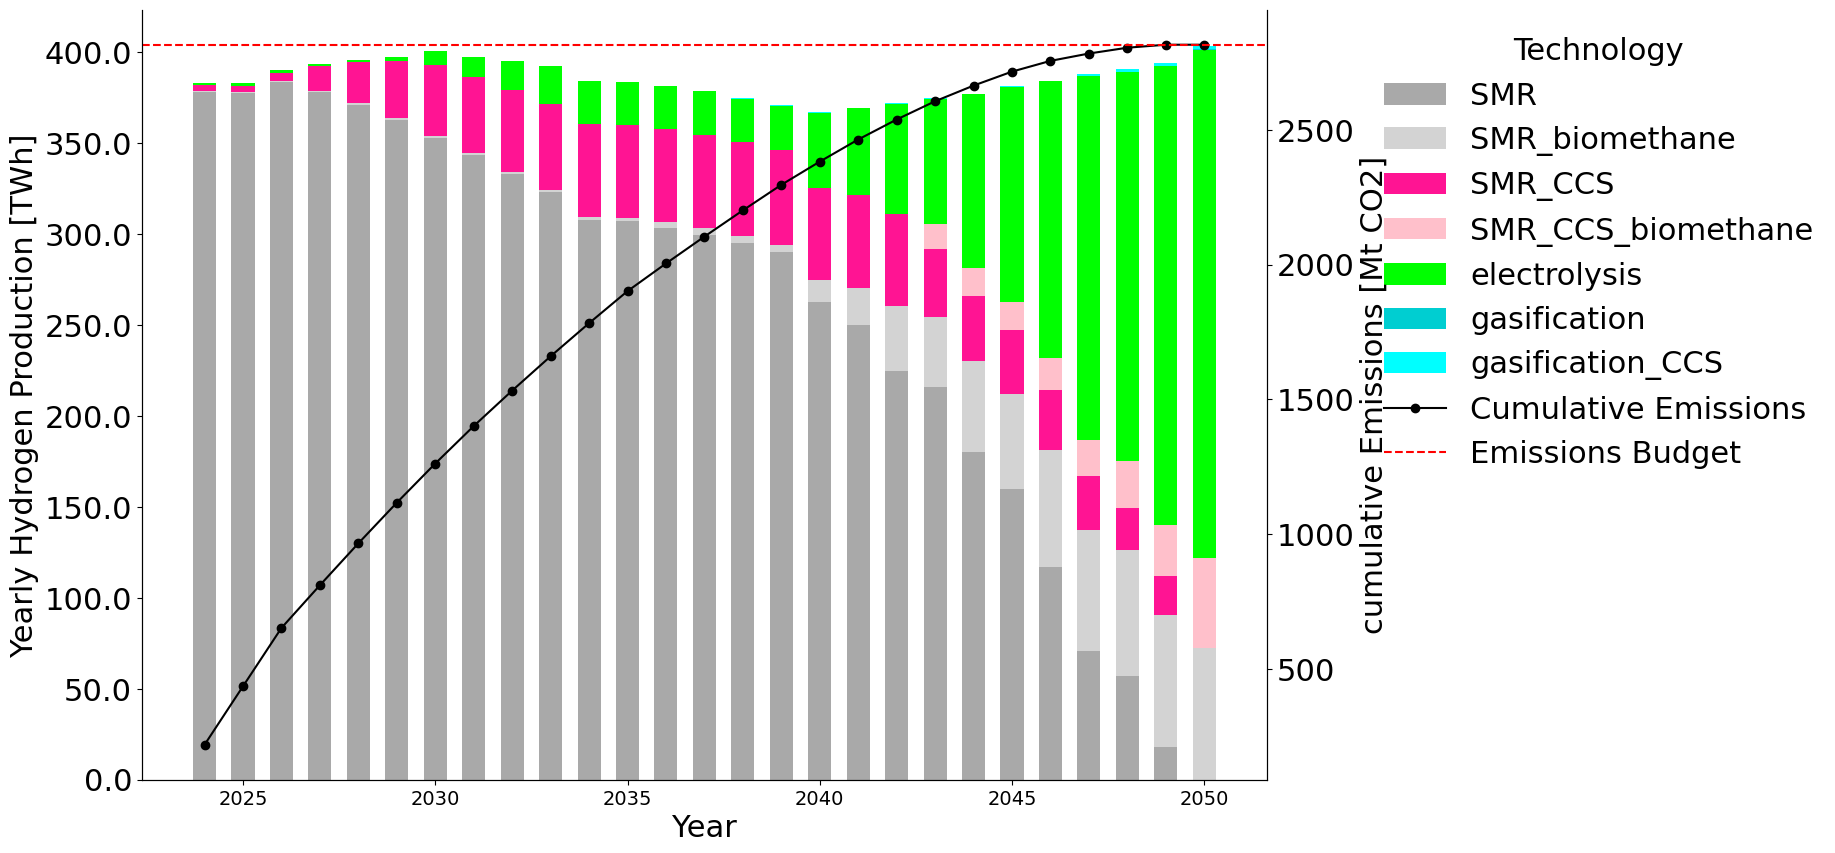 Yearly Hydrogen Production [TWh]
400.0
350.0
300.0
250.0
200.0
150.0
100.0
50.0
0.0
2025
2030
2035
2040
2045
2050
Year
2500
2000
1500
1000
500
cumulative Emissions [Mt CO2]
Technology
SMR
SMR_biomethane
SMR_CCS
SMR_CCS_biomethane
electrolysis
gasification
gasification_CCS
Cumulative Emissions
Emissions Budget